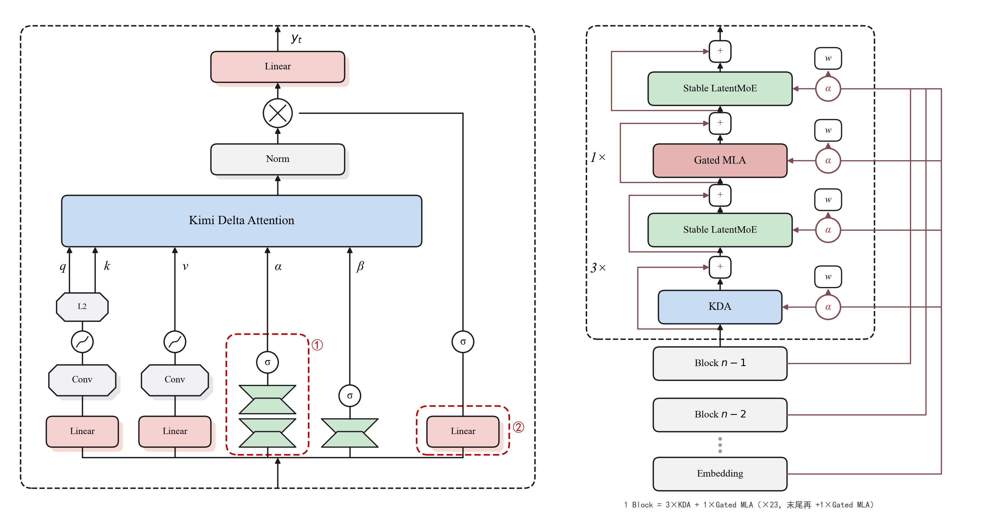 yₜ
Linear
Norm
Kimi Delta Attention
q
k
v
α
β
L2
σ
①
Conv
Conv
σ
σ
Linear
Linear
Linear
②
+
w
Stable LatentMoE
α
+
w
1×
Gated MLA
α
+
w
Stable LatentMoE
α
3×
+
w
KDA
α
Block n − 1
Block n − 2
Embedding
1 Block = 3×KDA + 1×Gated MLA (×23, 末尾再 +1×Gated MLA)